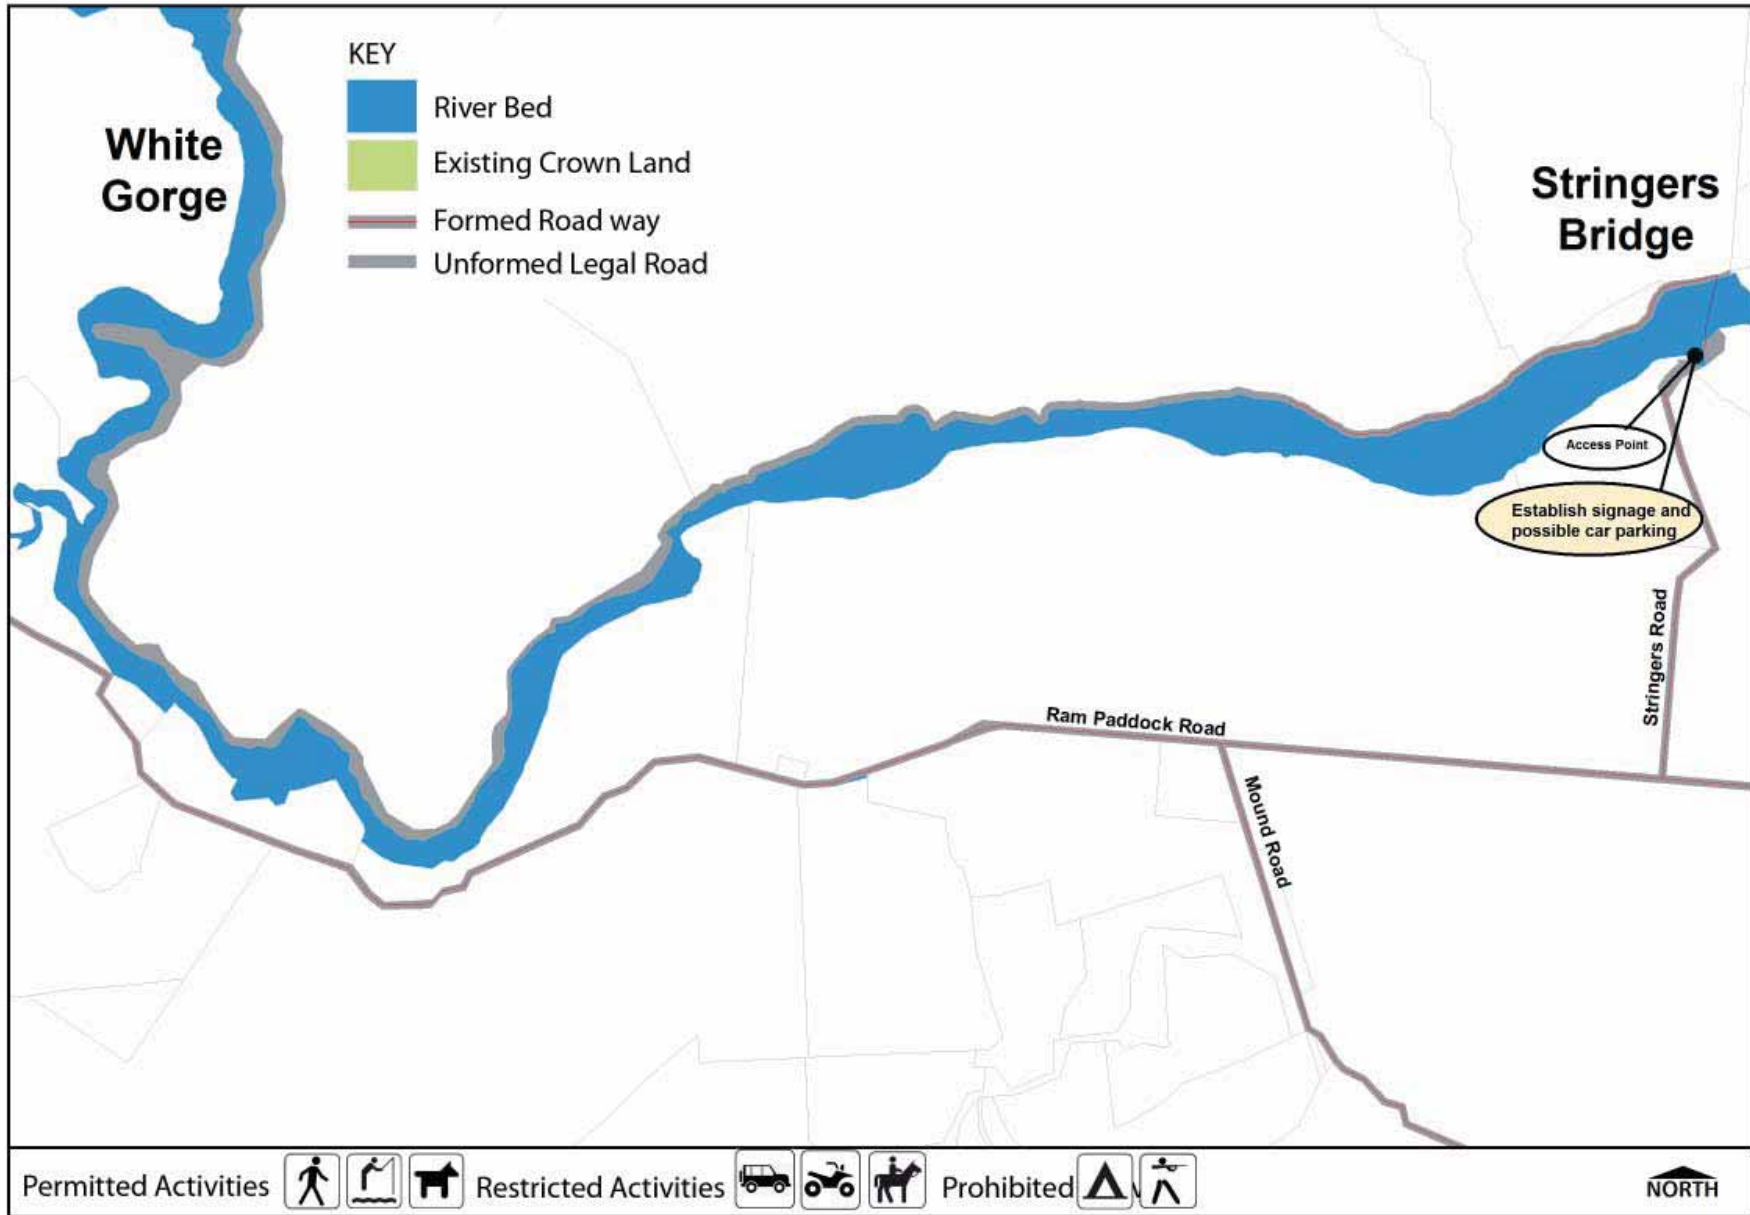 KEY
River Bed
Existing Crown Land
Formed Road way
Unformed Legal Road
White
Gorge
Stringers
Bridge
Access Point
Establish signage and
possible car parking
Stringers Road
Ram Paddock Road
Mound Road
Permitted Activities
Restricted Activities
Prohibited
NORTH